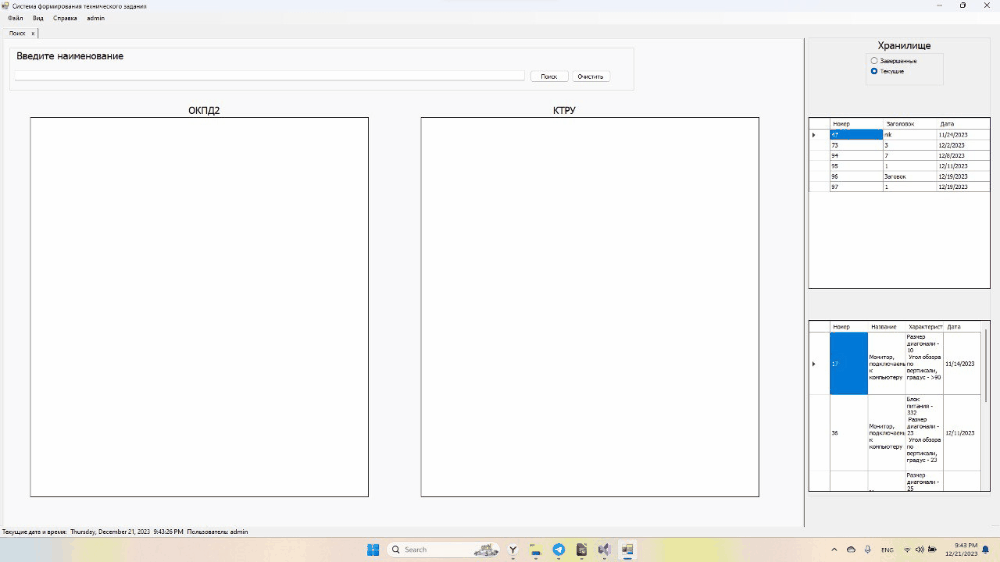 Система формирования технического задания
Файл Вид Справка admin
Поиск x
Введите наименование
Поиск Очистить
ОКПД2
КТРУ
Хранилище
Завершенные
Текущие
Номер Заголовок Дата
47 nik 11/24/2023
73 3 12/2/2023
94 7 12/8/2023
95 1 12/11/2023
96 Заговок 12/19/2023
97 1 12/19/2023
Номер Название Характерист Дата
17 Монитор, подключаемы к компьютеру Размер диагонали - 10 Угол обзора по вертикали, градус - >90 11/14/2023
36 Монитор, подключаемы к компьютеру Блок питания - 332 Размер диагонали - 23 Угол обзора по вертикали, градус - 23 12/11/2023
Размер диагонали - 25
Текущие дата и время: Thursday, December 21, 2023 9:43:26 PM Пользователь: admin
Search
ENG
9:43 PM
12/21/2023